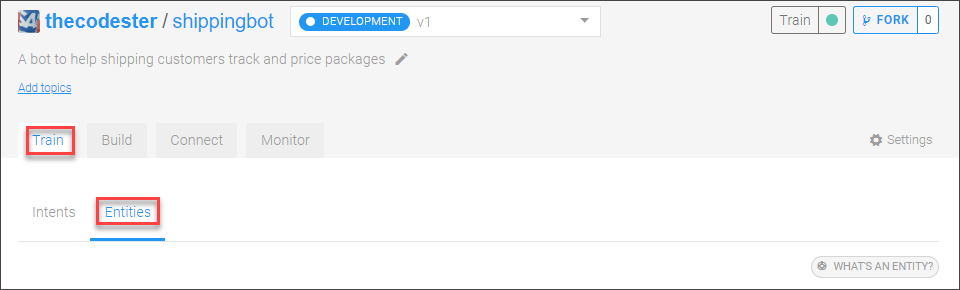 thecodester / shippingbot DEVELOPMENT v1 Train FORK 0
A bot to help shipping customers track and price packages
Add topics
Train Build Connect Monitor Settings
Intents Entities
WHAT'S AN ENTITY?